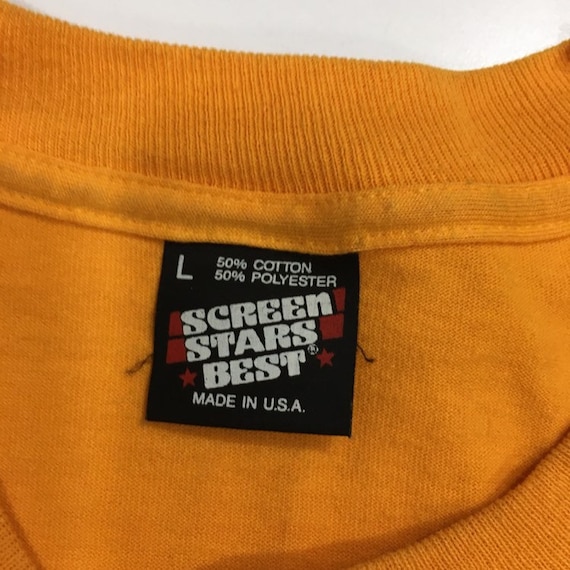 L 50% COTTON
50% POLYESTER
SCREEN
STARS
BEST®
MADE IN U.S.A.